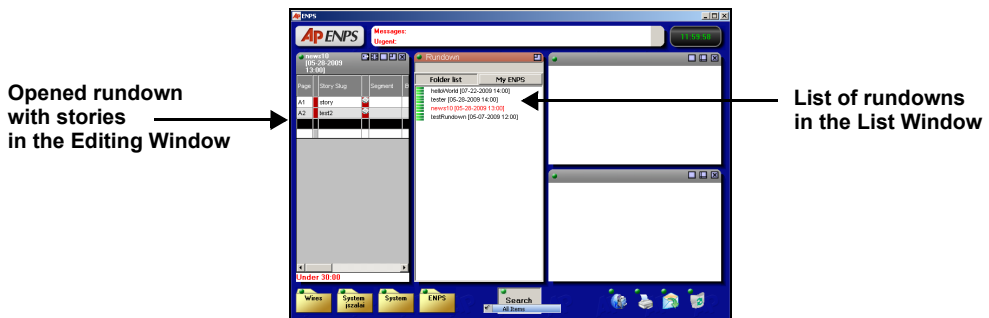 AP ENPS
AP ENPS
Messages:
Urgent:
11:59:58
Opened rundown
with stories
in the Editing Window
news10
[05-28-2009
13:00]
Page Story Slug Segment
A1 story
A2 test2
Under 30:00
Rundown
Folder list My ENPS
helloWorld [07-22-2009 14:00]
tester [05-28-2009 14:00]
news10 [05-28-2009 13:00]
testRundown [05-07-2009 12:00]
List of rundowns
in the List Window
Wires
System
jszalai
System
ENPS
Search
All Items